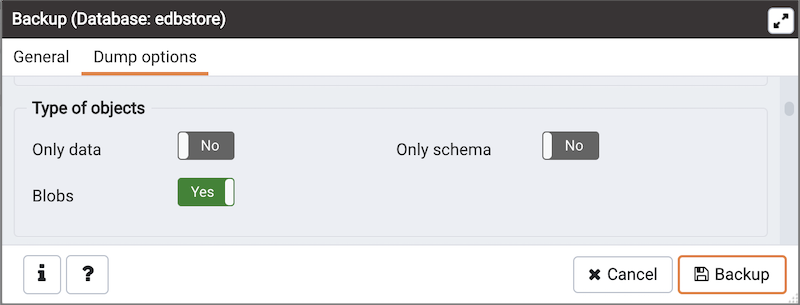 Backup (Database: edbstore)
General Dump options
Type of objects
Only data No Only schema No
Blobs Yes
i ? Cancel Backup